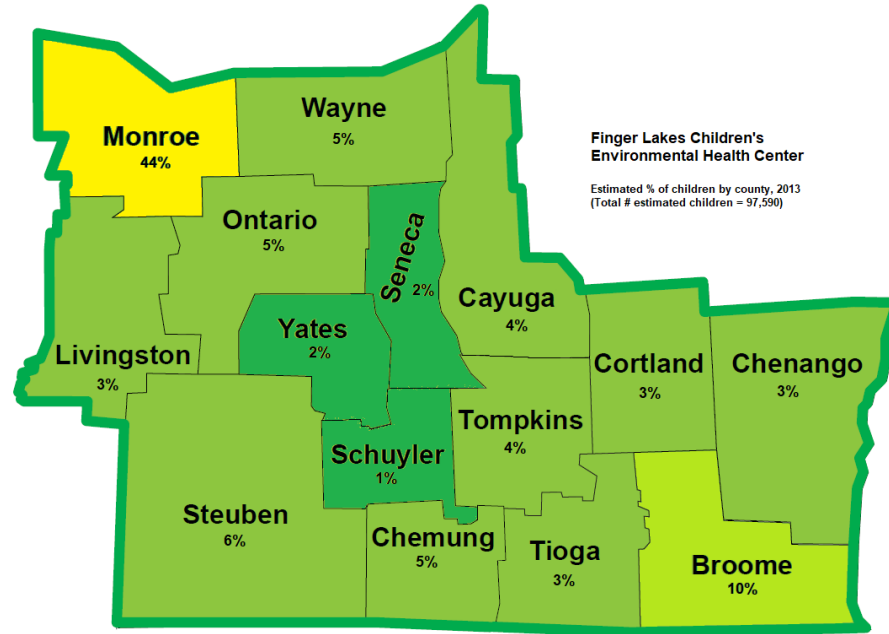 Wayne
5%
Monroe
44%
Finger Lakes Children's
Environmental Health Center
Estimated % of children by county, 2013
(Total # estimated children = 97,590)
Ontario
5%
Seneca
2%
Cayuga
4%
Yates
2%
Livingston
3%
Cortland
3%
Chenango
3%
Tompkins
4%
Schuyler
1%
Steuben
6%
Chemung
5%
Tioga
3%
Broome
10%